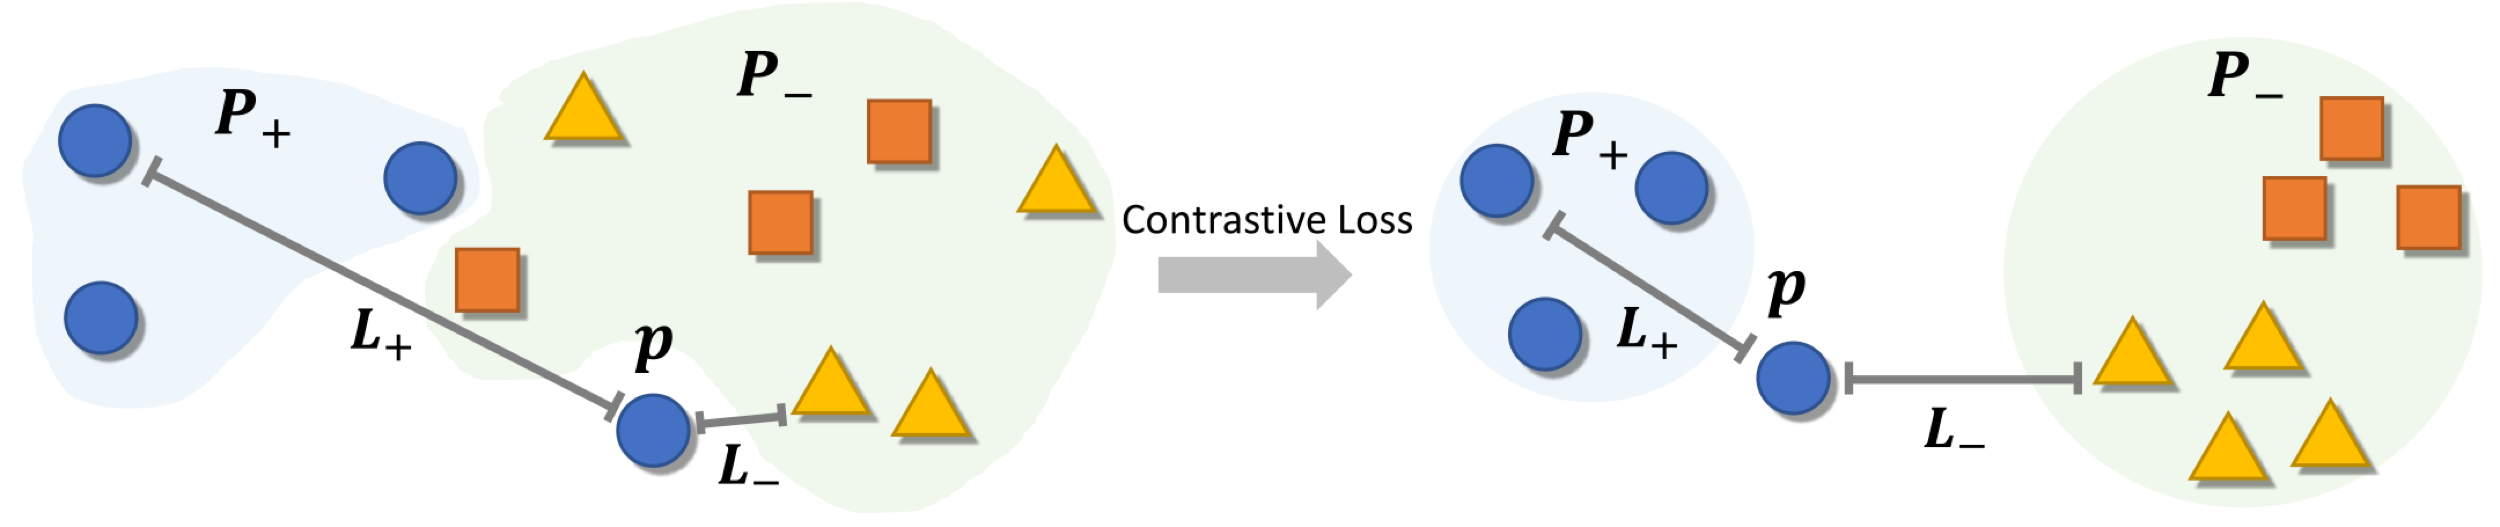 P+
P−
L+
p
L−
Contrastive Loss
P+
P−
p
L+
L−